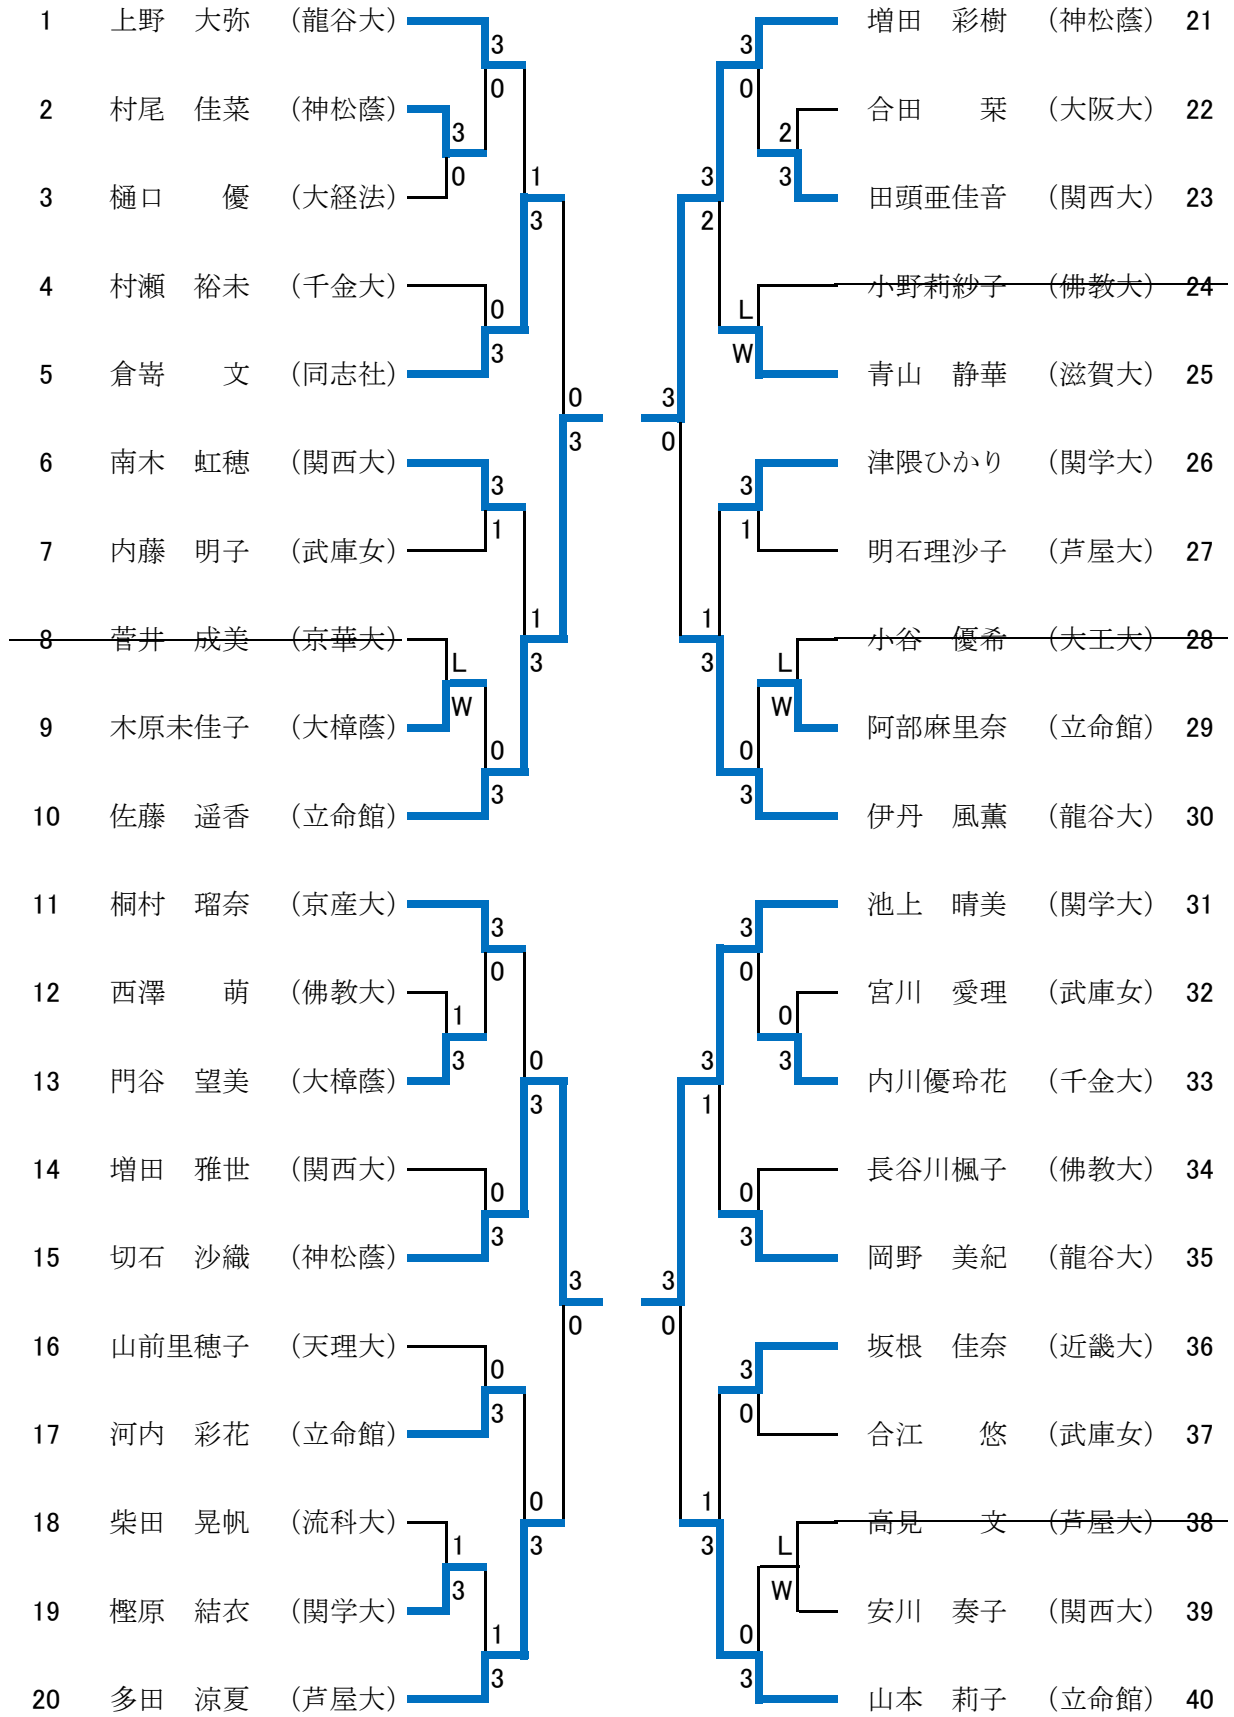 1 上野 大弥 (龍谷大)
3
0
2 村尾 佳菜 (神松蔭)
3
0
3 樋口 優 (大経法)
1
3
4 村瀬 裕未 (千金大)
0
3
5 倉嵜 文 (同志社)
0
3
6 南木 虹穂 (関西大)
3
1
7 内藤 明子 (武庫女)
1
3
8 菅井 成美 (京華大)
L
W
9 木原未佳子 (大樟蔭)
0
3
10 佐藤 遥香 (立命館)
11 桐村 瑠奈 (京産大)
3
0
12 西澤 萌 (佛教大)
1
3
13 門谷 望美 (大樟蔭)
0
3
14 増田 雅世 (関西大)
0
3
15 切石 沙織 (神松蔭)
3
0
16 山前里穂子 (天理大)
0
3
17 河内 彩花 (立命館)
0
3
18 柴田 晃帆 (流科大)
1
3
19 樫原 結衣 (関学大)
1
3
20 多田 涼夏 (芦屋大)
増田 彩樹 (神松蔭) 21
3
0
合田 栞 (大阪大) 22
2
3
田頭亜佳音 (関西大) 23
3
2
小野莉紗子 (佛教大) 24
L
W
青山 静華 (滋賀大) 25
3
0
津隈ひかり (関学大) 26
3
1
明石理沙子 (芦屋大) 27
1
3
小谷 優希 (大王大) 28
L
W
阿部麻里奈 (立命館) 29
0
3
伊丹 風薫 (龍谷大) 30
池上 晴美 (関学大) 31
3
0
宮川 愛理 (武庫女) 32
0
3
内川優玲花 (千金大) 33
3
1
長谷川楓子 (佛教大) 34
0
3
岡野 美紀 (龍谷大) 35
3
0
坂根 佳奈 (近畿大) 36
3
0
合江 悠 (武庫女) 37
1
3
高見 文 (芦屋大) 38
L
W
安川 奏子 (関西大) 39
0
3
山本 莉子 (立命館) 40